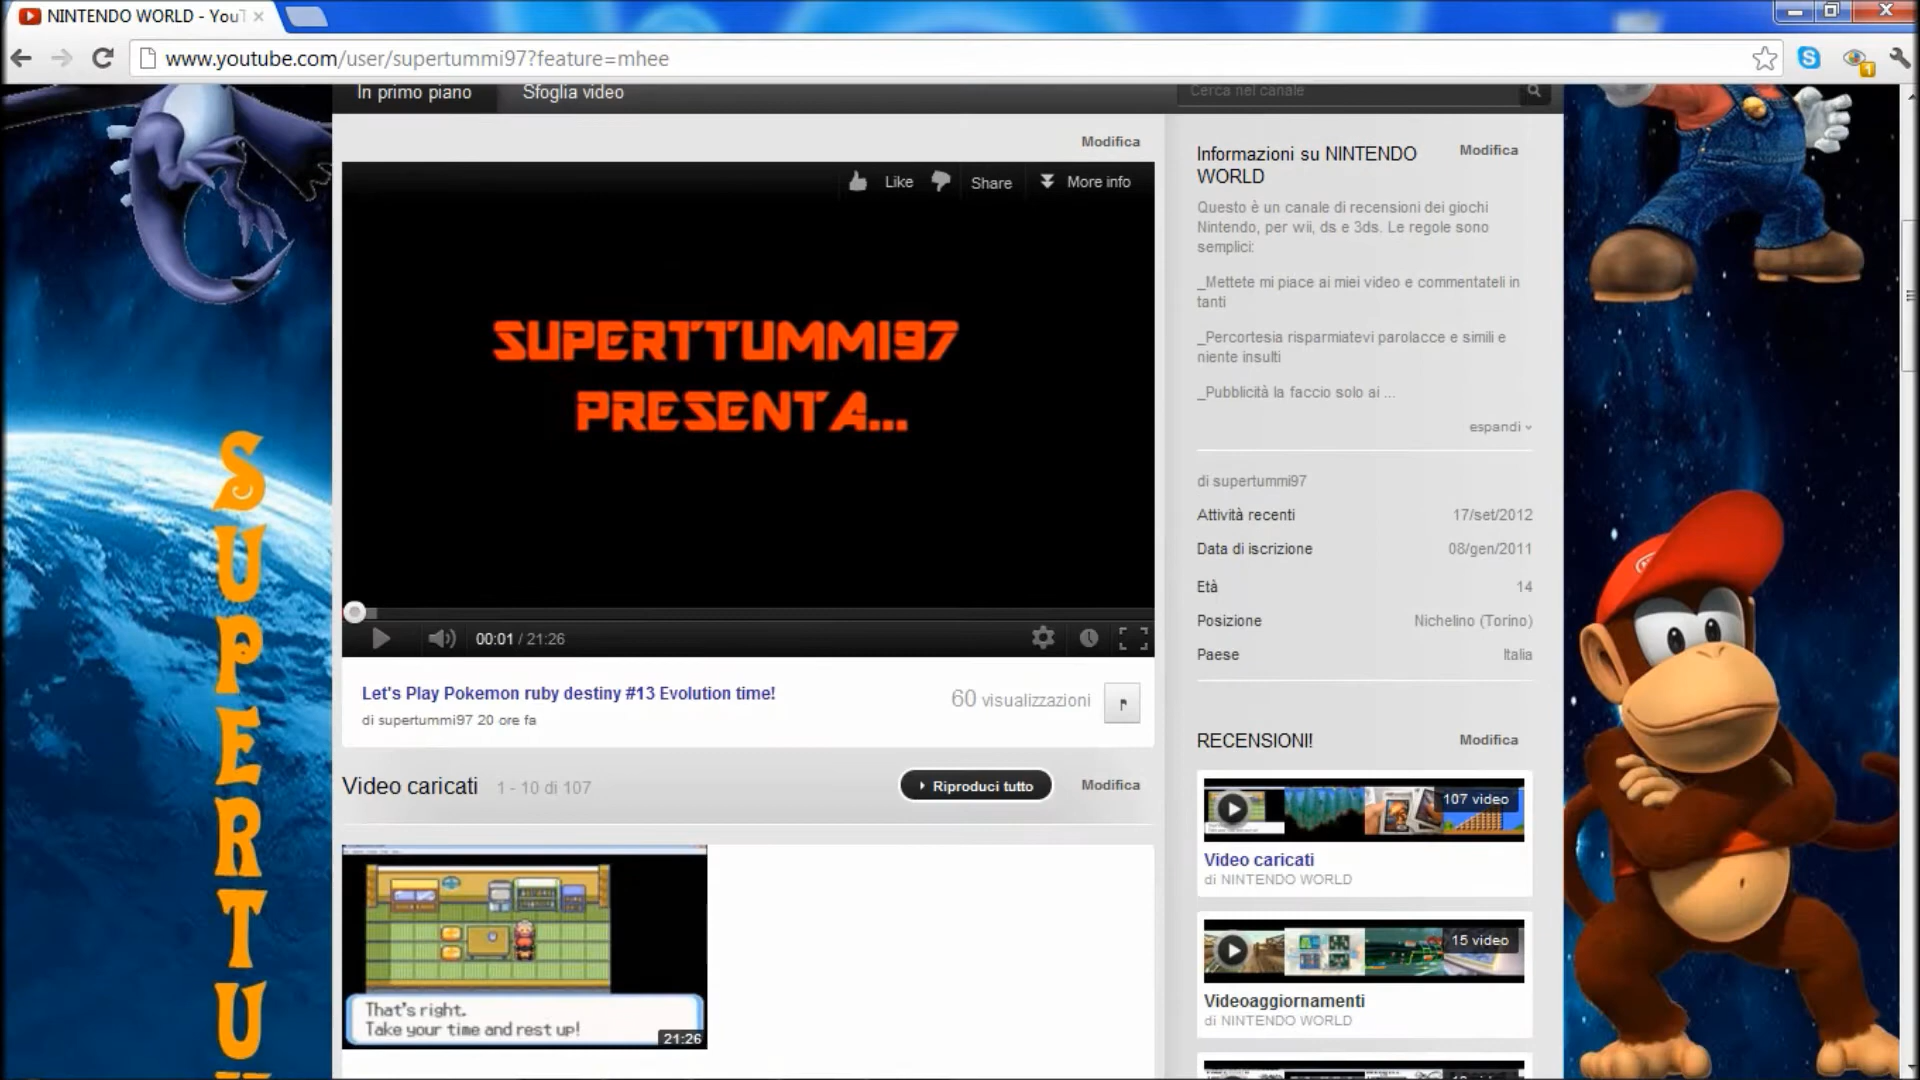 NINTENDO WORLD - YouT
www.youtube.com/user/supertummi97?feature=mhee
In primo piano
Sfoglia video
Cerca nel canale
Modifica
Like
Share
More info
SUPERTTUMMI97
PRESENTA...
00:01 / 21:26
Let's Play Pokemon ruby destiny #13 Evolution time!
di supertummi97 20 ore fa
60 visualizzazioni
Video caricati 1 - 10 di 107
Riproduci tutto
Modifica
That's right.
Take your time and rest up!
21:26
Informazioni su NINTENDO
WORLD
Modifica
Questo è un canale di recensioni dei giochi
Nintendo, per wii, ds e 3ds. Le regole sono
semplici:
_Mettete mi piace ai miei video e commentateli in
tanti
_Percortesia risparmiatevi parolacce e simili e
niente insulti
_Pubblicità la faccio solo ai ...
espandi
di supertummi97
Attività recenti 17/set/2012
Data di iscrizione 08/gen/2011
Età 14
Posizione Nichelino (Torino)
Paese Italia
RECENSIONI!
Modifica
107 video
Video caricati
di NINTENDO WORLD
15 video
Videoaggiornamenti
di NINTENDO WORLD
SUPERTU